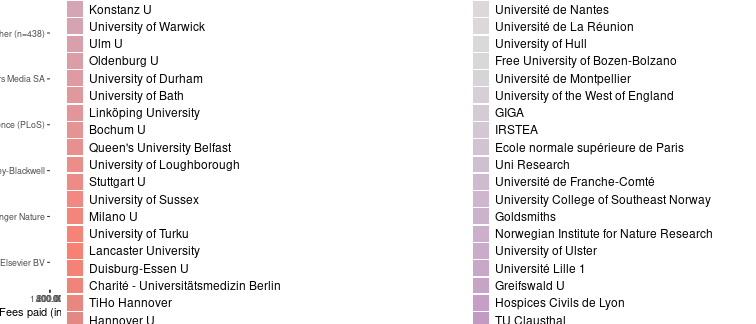 her (n=438)
rs Media SA
ence (PLoS)
ey-Blackwell
nger Nature
Elsevier BV
Fees paid (in
Konstanz U
University of Warwick
Ulm U
Oldenburg U
University of Durham
University of Bath
Linköping University
Bochum U
Queen's University Belfast
University of Loughborough
Stuttgart U
University of Sussex
Milano U
University of Turku
Lancaster University
Duisburg-Essen U
Charité - Universitätsmedizin Berlin
TiHo Hannover
Hannover U
Université de Nantes
Université de La Réunion
University of Hull
Free University of Bozen-Bolzano
Université de Montpellier
University of the West of England
GIGA
IRSTEA
Ecole normale supérieure de Paris
Uni Research
Université de Franche-Comté
University College of Southeast Norway
Goldsmiths
Norwegian Institute for Nature Research
University of Ulster
Université Lille 1
Greifswald U
Hospices Civils de Lyon
TU Clausthal